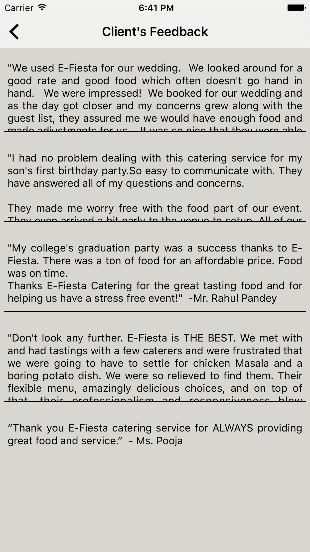 Carrier 6:41 PM
Client's Feedback
"We used E-Fiesta for our wedding. We looked around for a
good rate and good food which often doesn't go hand in
hand. We were impressed! We booked for our wedding and
as the day got closer and my concerns grew along with the
guest list, they assured me we would have enough food and
made adjustments for us. It was so nice that they were able
"I had no problem dealing with this catering service for my
son's first birthday party.So easy to communicate with. They
have answered all of my questions and concerns.
They made me worry free with the food part of our event.
They even arrived a bit early to the venue to setup. All of our
"My college's graduation party was a success thanks to E-
Fiesta. There was a ton of food for an affordable price. Food
was on time.
Thanks E-Fiesta Catering for the great tasting food and for
helping us have a stress free event!" -Mr. Rahul Pandey
"Don't look any further. E-Fiesta is THE BEST. We met with
and had tastings with a few caterers and were frustrated that
we were going to have to settle for chicken Masala and a
boring potato dish. We were so relieved to find them. Their
flexible menu, amazingly delicious choices, and on top of
that, their professionalism and responsiveness blew
“Thank you E-Fiesta catering service for ALWAYS providing
great food and service.” - Ms. Pooja